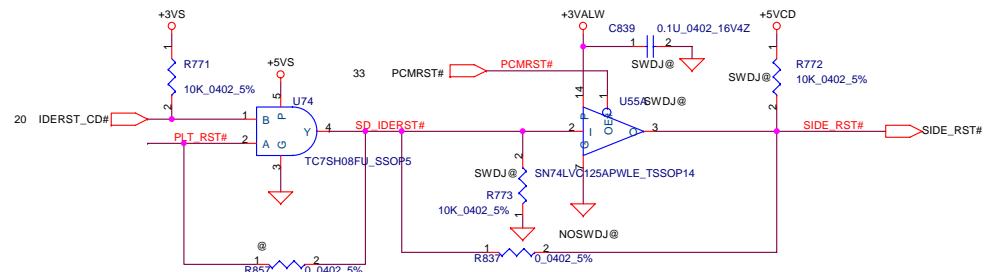 +3VS
+3VALW
+5VCD
C839 0.1U_0402_16V4Z
1 2
SWDJ@
1
R771
10K_0402_5%
2
+5VS
33 PCMRST# PCMRST#
1
R772
SWDJ@
10K_0402_5%
2
5
U74
14
1
U55A
SWDJ@
20 IDERST_CD#
1 B P
Y 4
2 A G
PLT_RST#
3
TC7SH08FU_SSOP5
SD_IDERST#
2 I P OE# O 3
G
7
SIDE_RST#
SIDE_RST#
SN74LVC125APWLE_TSSOP14
2
SWDJ@
R773
10K_0402_5%
1
NOSWDJ@
@
1 2
R857 0_0402_5%
1 2
R837 0_0402_5%